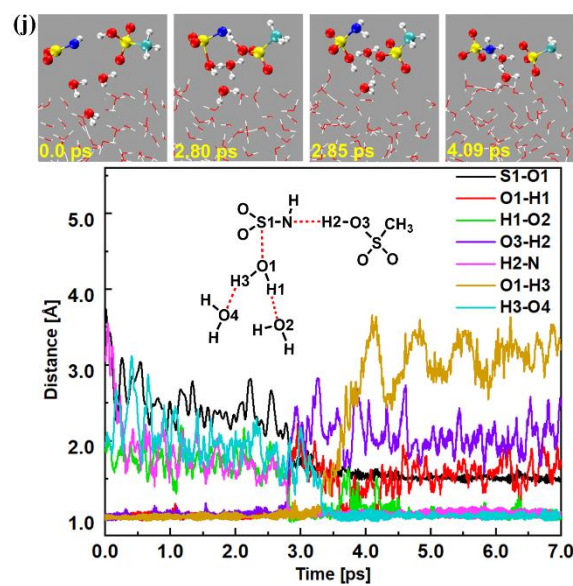 (j)
0.0 ps
2.80 ps
2.85 ps
4.09 ps
S1-O1
O1-H1
H1-O2
O3-H2
H2-N
O1-H3
H3-O4
H
O
S1-N
H2-O3
CH3
O
S
O
O
O1
H3
H1
H
O4
H
H
O2
H
5.0
4.0
3.0
2.0
1.0
Distance [Å]
0.0
1.0
2.0
3.0
4.0
5.0
6.0
7.0
Time [ps]